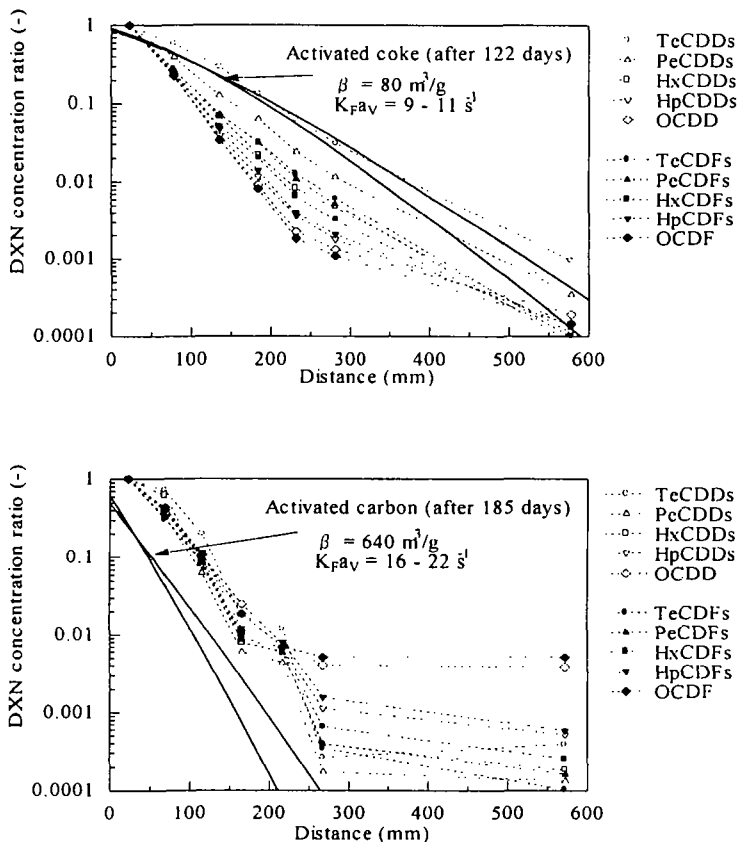 DXN concentration ratio (-)
1
0.1
0.01
0.001
0.0001
Activated coke (after 122 days)
β = 80 m³/g
K_Fa_V = 9 - 11 s⁻¹
0 100 200 300 400 500 600
Distance (mm)
TeCDDs
PeCDDs
HxCDDs
HpCDDs
OCDD
TeCDFs
PeCDFs
HxCDFs
HpCDFs
OCDF
DXN concentration ratio (-)
1
0.1
0.01
0.001
0.0001
Activated carbon (after 185 days)
β = 640 m³/g
K_Fa_V = 16 - 22 s⁻¹
0 100 200 300 400 500 600
Distance (mm)
TeCDDs
PeCDDs
HxCDDs
HpCDDs
OCDD
TeCDFs
PeCDFs
HxCDFs
HpCDFs
OCDF